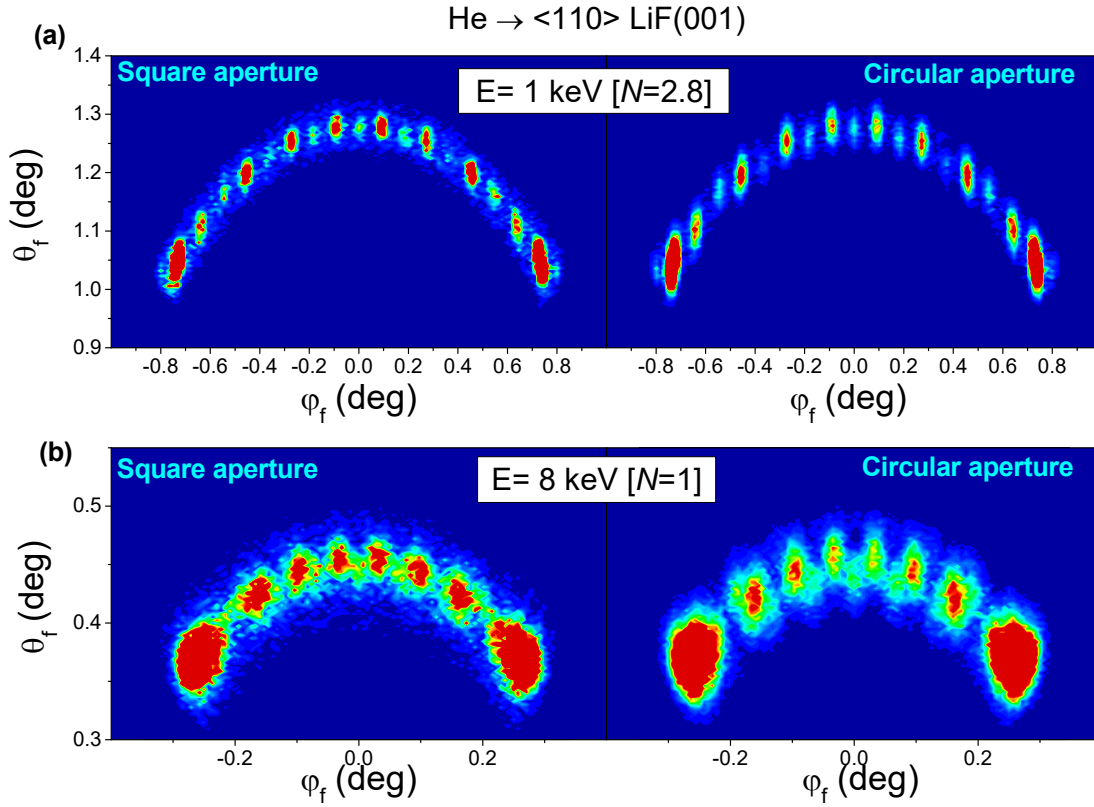 He → <110> LiF(001)
(a)
Square aperture
Circular aperture
E= 1 keV [N=2.8]
1.4
1.3
1.2
1.1
1.0
0.9
θf (deg)
-0.8 -0.6 -0.4 -0.2 0.0 0.2 0.4 0.6 0.8
-0.8 -0.6 -0.4 -0.2 0.0 0.2 0.4 0.6 0.8
φf (deg)
φf (deg)
(b)
Square aperture
Circular aperture
E= 8 keV [N=1]
0.5
0.4
0.3
θf (deg)
-0.2 0.0 0.2
-0.2 0.0 0.2
φf (deg)
φf (deg)